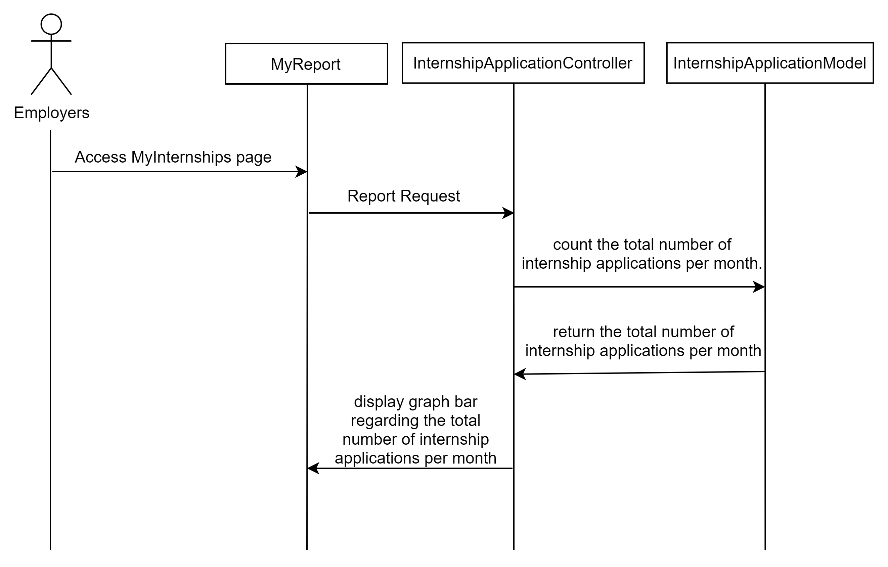 Employers
MyReport
InternshipApplicationController
InternshipApplicationModel
Access MyInternships page
Report Request
count the total number of
internship applications per month.
return the total number of
internship applications per month
display graph bar
regarding the total
number of internship
applications per month